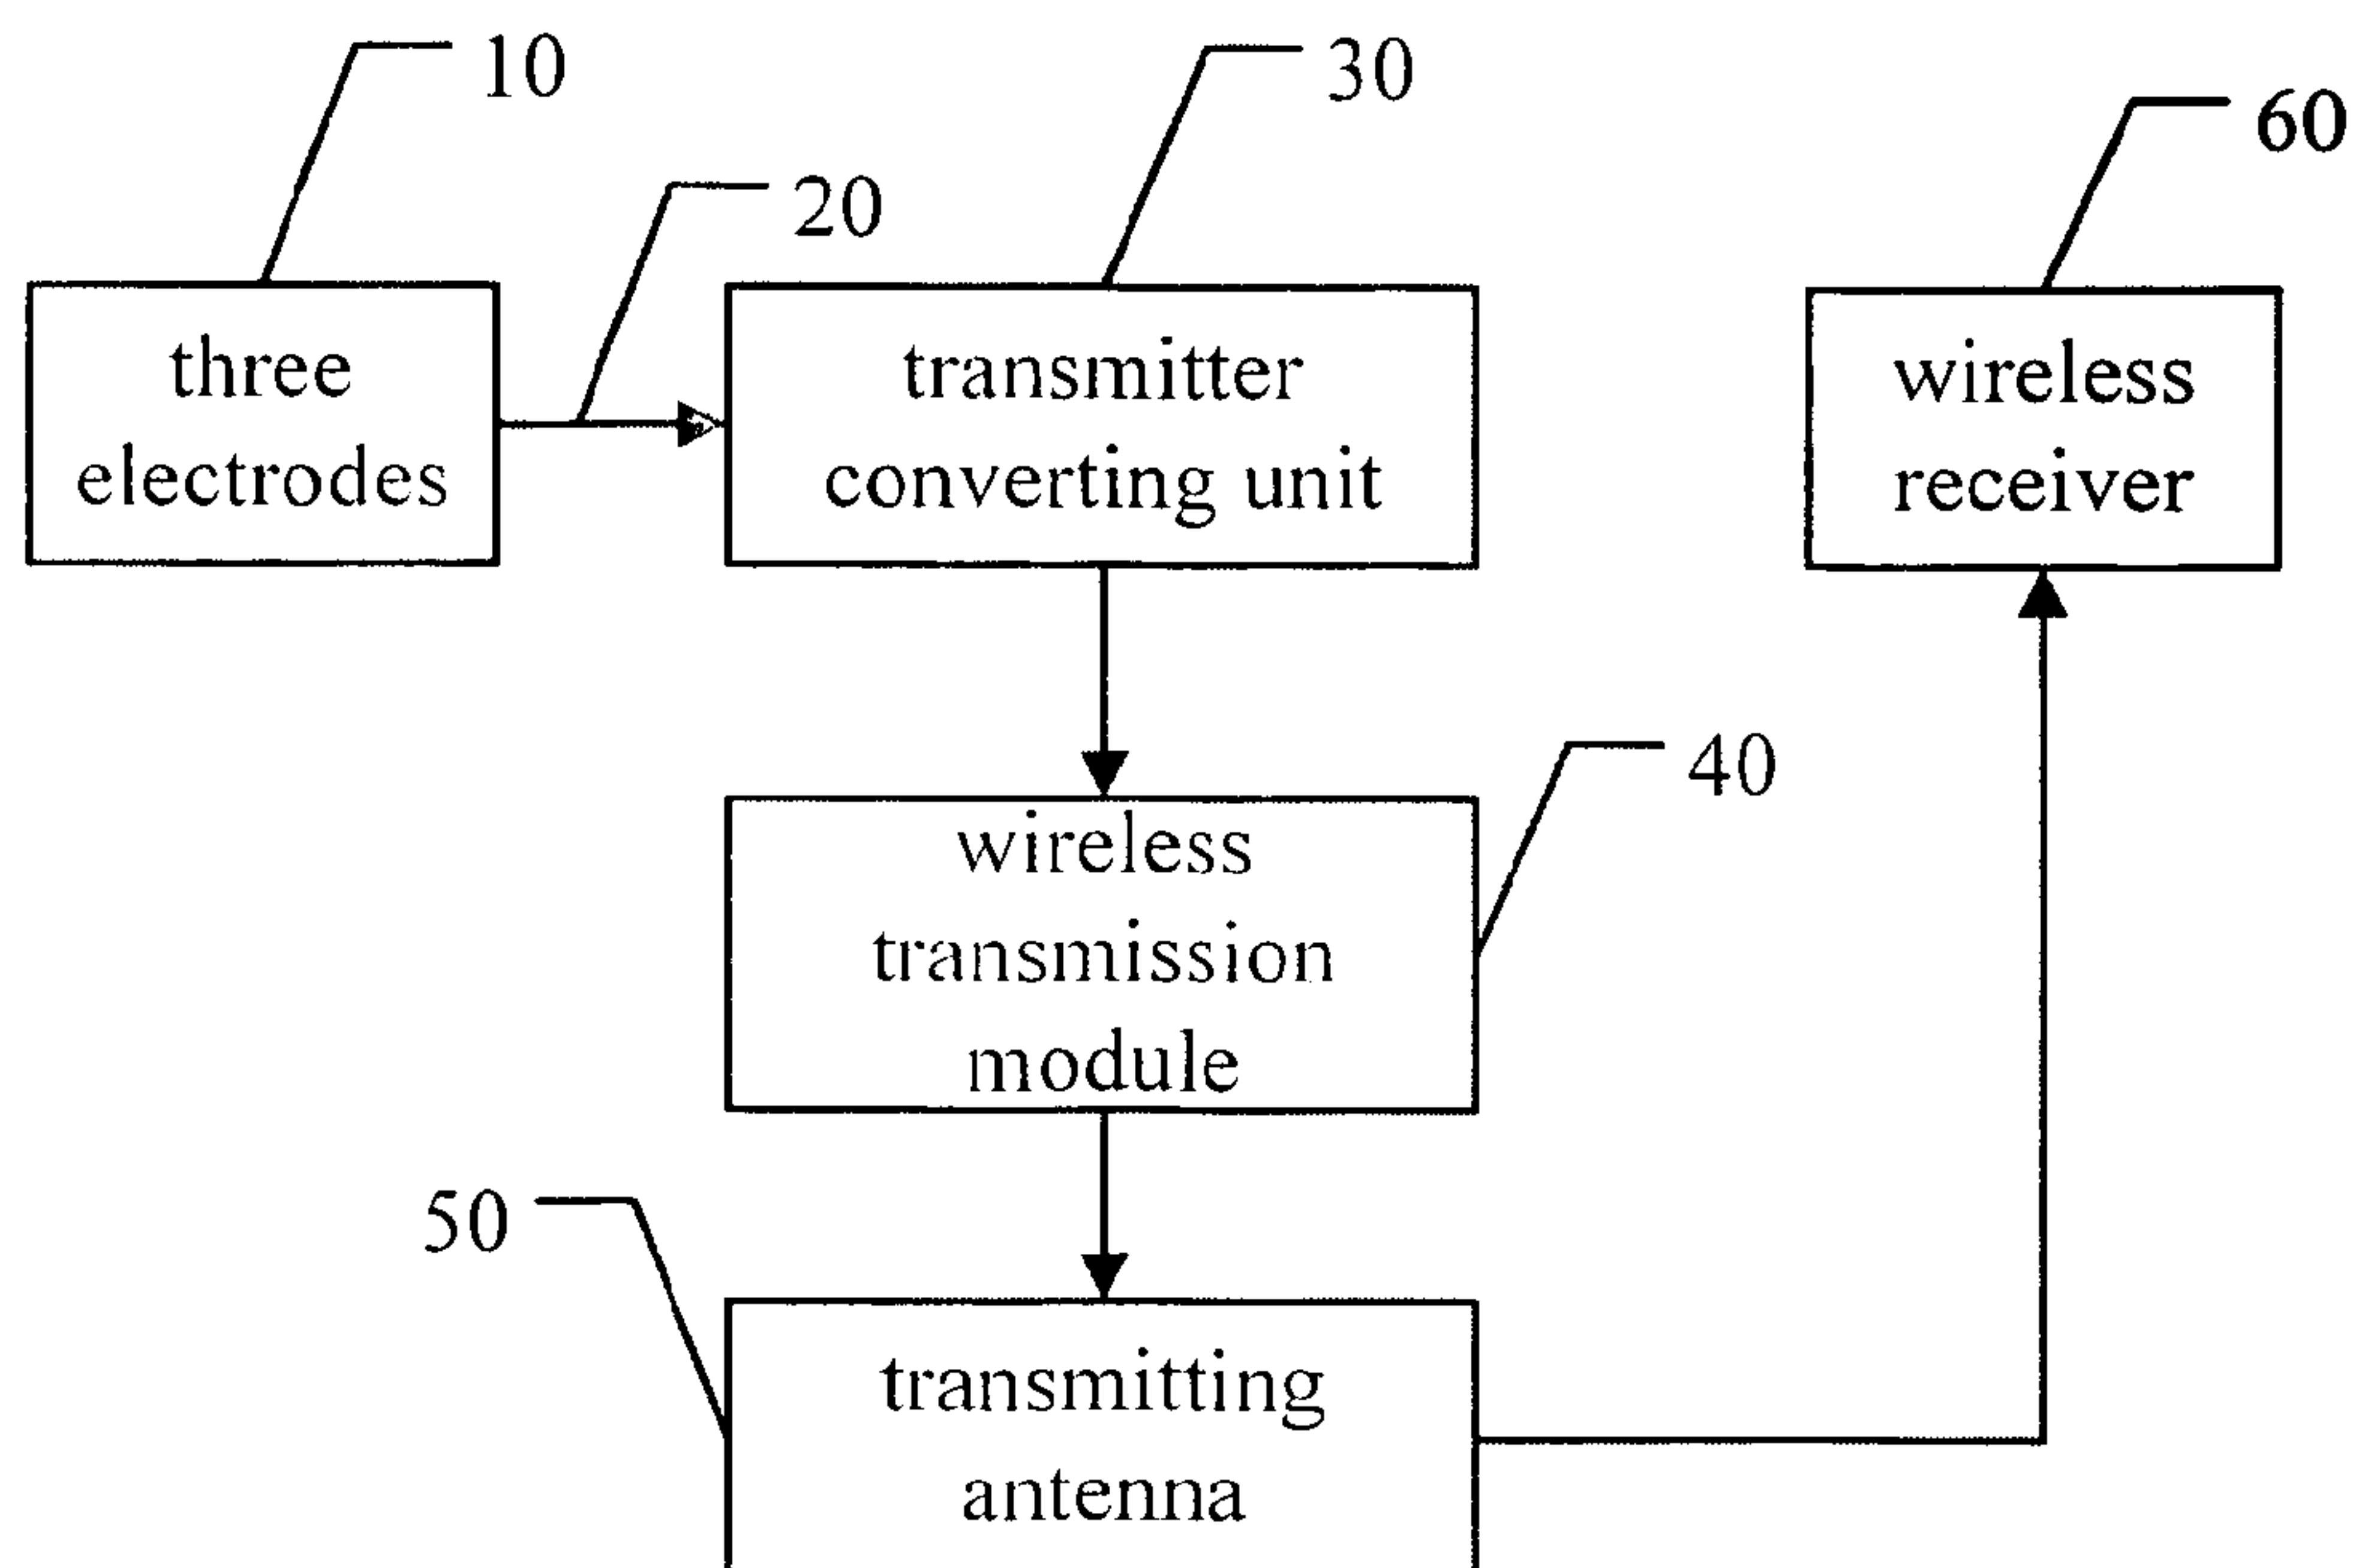 10
30
60
20
three
electrodes
transmitter
converting unit
wireless
receiver
40
wireless
transmission
module
50
transmitting
antenna